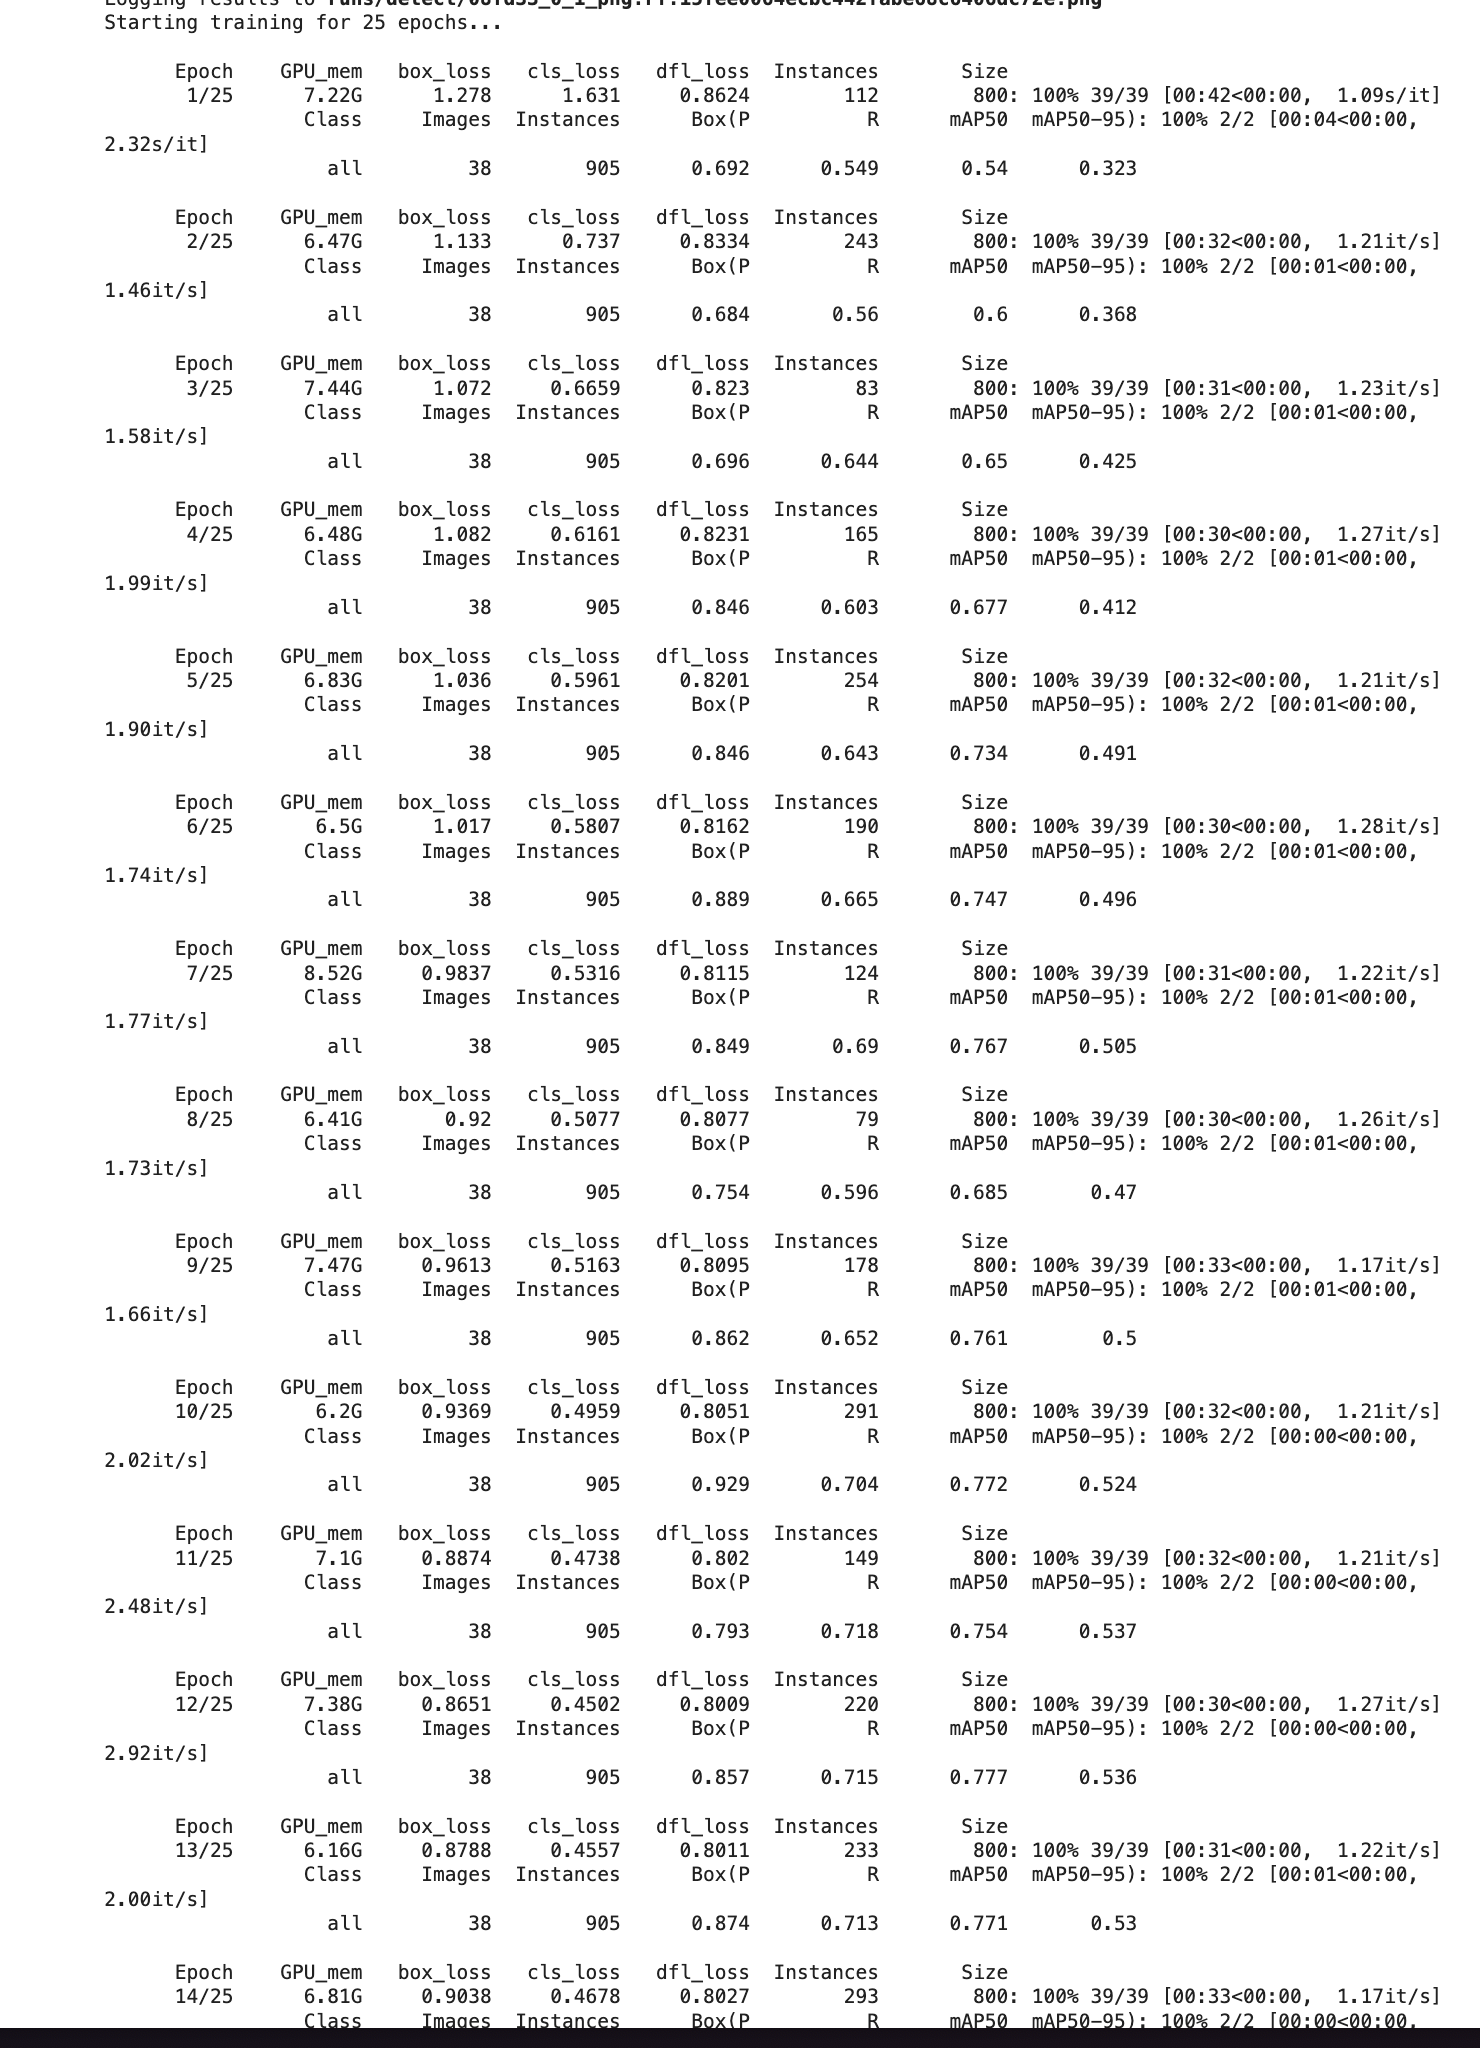 Logging results to
Starting training for 25 epochs...
Epoch GPU_mem box_loss cls_loss dfl_loss Instances Size
1/25 7.22G 1.278 1.631 0.8624 112 800: 100% 39/39 [00:42<00:00, 1.09s/it]
Class Images Instances Box(P R mAP50 mAP50-95): 100% 2/2 [00:04<00:00,
2.32s/it]
all 38 905 0.692 0.549 0.54 0.323
Epoch GPU_mem box_loss cls_loss dfl_loss Instances Size
2/25 6.47G 1.133 0.737 0.8334 243 800: 100% 39/39 [00:32<00:00, 1.21it/s]
Class Images Instances Box(P R mAP50 mAP50-95): 100% 2/2 [00:01<00:00,
1.46it/s]
all 38 905 0.684 0.56 0.6 0.368
Epoch GPU_mem box_loss cls_loss dfl_loss Instances Size
3/25 7.44G 1.072 0.6659 0.823 83 800: 100% 39/39 [00:31<00:00, 1.23it/s]
Class Images Instances Box(P R mAP50 mAP50-95): 100% 2/2 [00:01<00:00,
1.58it/s]
all 38 905 0.696 0.644 0.65 0.425
Epoch GPU_mem box_loss cls_loss dfl_loss Instances Size
4/25 6.48G 1.082 0.6161 0.8231 165 800: 100% 39/39 [00:30<00:00, 1.27it/s]
Class Images Instances Box(P R mAP50 mAP50-95): 100% 2/2 [00:01<00:00,
1.99it/s]
all 38 905 0.846 0.603 0.677 0.412
Epoch GPU_mem box_loss cls_loss dfl_loss Instances Size
5/25 6.83G 1.036 0.5961 0.8201 254 800: 100% 39/39 [00:32<00:00, 1.21it/s]
Class Images Instances Box(P R mAP50 mAP50-95): 100% 2/2 [00:01<00:00,
1.90it/s]
all 38 905 0.846 0.643 0.734 0.491
Epoch GPU_mem box_loss cls_loss dfl_loss Instances Size
6/25 6.5G 1.017 0.5807 0.8162 190 800: 100% 39/39 [00:30<00:00, 1.28it/s]
Class Images Instances Box(P R mAP50 mAP50-95): 100% 2/2 [00:01<00:00,
1.74it/s]
all 38 905 0.889 0.665 0.747 0.496
Epoch GPU_mem box_loss cls_loss dfl_loss Instances Size
7/25 8.52G 0.9837 0.5316 0.8115 124 800: 100% 39/39 [00:31<00:00, 1.22it/s]
Class Images Instances Box(P R mAP50 mAP50-95): 100% 2/2 [00:01<00:00,
1.77it/s]
all 38 905 0.849 0.69 0.767 0.505
Epoch GPU_mem box_loss cls_loss dfl_loss Instances Size
8/25 6.41G 0.92 0.5077 0.8077 79 800: 100% 39/39 [00:30<00:00, 1.26it/s]
Class Images Instances Box(P R mAP50 mAP50-95): 100% 2/2 [00:01<00:00,
1.73it/s]
all 38 905 0.754 0.596 0.685 0.47
Epoch GPU_mem box_loss cls_loss dfl_loss Instances Size
9/25 7.47G 0.9613 0.5163 0.8095 178 800: 100% 39/39 [00:33<00:00, 1.17it/s]
Class Images Instances Box(P R mAP50 mAP50-95): 100% 2/2 [00:01<00:00,
1.66it/s]
all 38 905 0.862 0.652 0.761 0.5
Epoch GPU_mem box_loss cls_loss dfl_loss Instances Size
10/25 6.2G 0.9369 0.4959 0.8051 291 800: 100% 39/39 [00:32<00:00, 1.21it/s]
Class Images Instances Box(P R mAP50 mAP50-95): 100% 2/2 [00:00<00:00,
2.02it/s]
all 38 905 0.929 0.704 0.772 0.524
Epoch GPU_mem box_loss cls_loss dfl_loss Instances Size
11/25 7.1G 0.8874 0.4738 0.802 149 800: 100% 39/39 [00:32<00:00, 1.21it/s]
Class Images Instances Box(P R mAP50 mAP50-95): 100% 2/2 [00:00<00:00,
2.48it/s]
all 38 905 0.793 0.718 0.754 0.537
Epoch GPU_mem box_loss cls_loss dfl_loss Instances Size
12/25 7.38G 0.8651 0.4502 0.8009 220 800: 100% 39/39 [00:30<00:00, 1.27it/s]
Class Images Instances Box(P R mAP50 mAP50-95): 100% 2/2 [00:00<00:00,
2.92it/s]
all 38 905 0.857 0.715 0.777 0.536
Epoch GPU_mem box_loss cls_loss dfl_loss Instances Size
13/25 6.16G 0.8788 0.4557 0.8011 233 800: 100% 39/39 [00:31<00:00, 1.22it/s]
Class Images Instances Box(P R mAP50 mAP50-95): 100% 2/2 [00:01<00:00,
2.00it/s]
all 38 905 0.874 0.713 0.771 0.53
Epoch GPU_mem box_loss cls_loss dfl_loss Instances Size
14/25 6.81G 0.9038 0.4678 0.8027 293 800: 100% 39/39 [00:33<00:00, 1.17it/s]
Class Images Instances Box(P R mAP50 mAP50-95): 100% 2/2 [00:00<00:00,